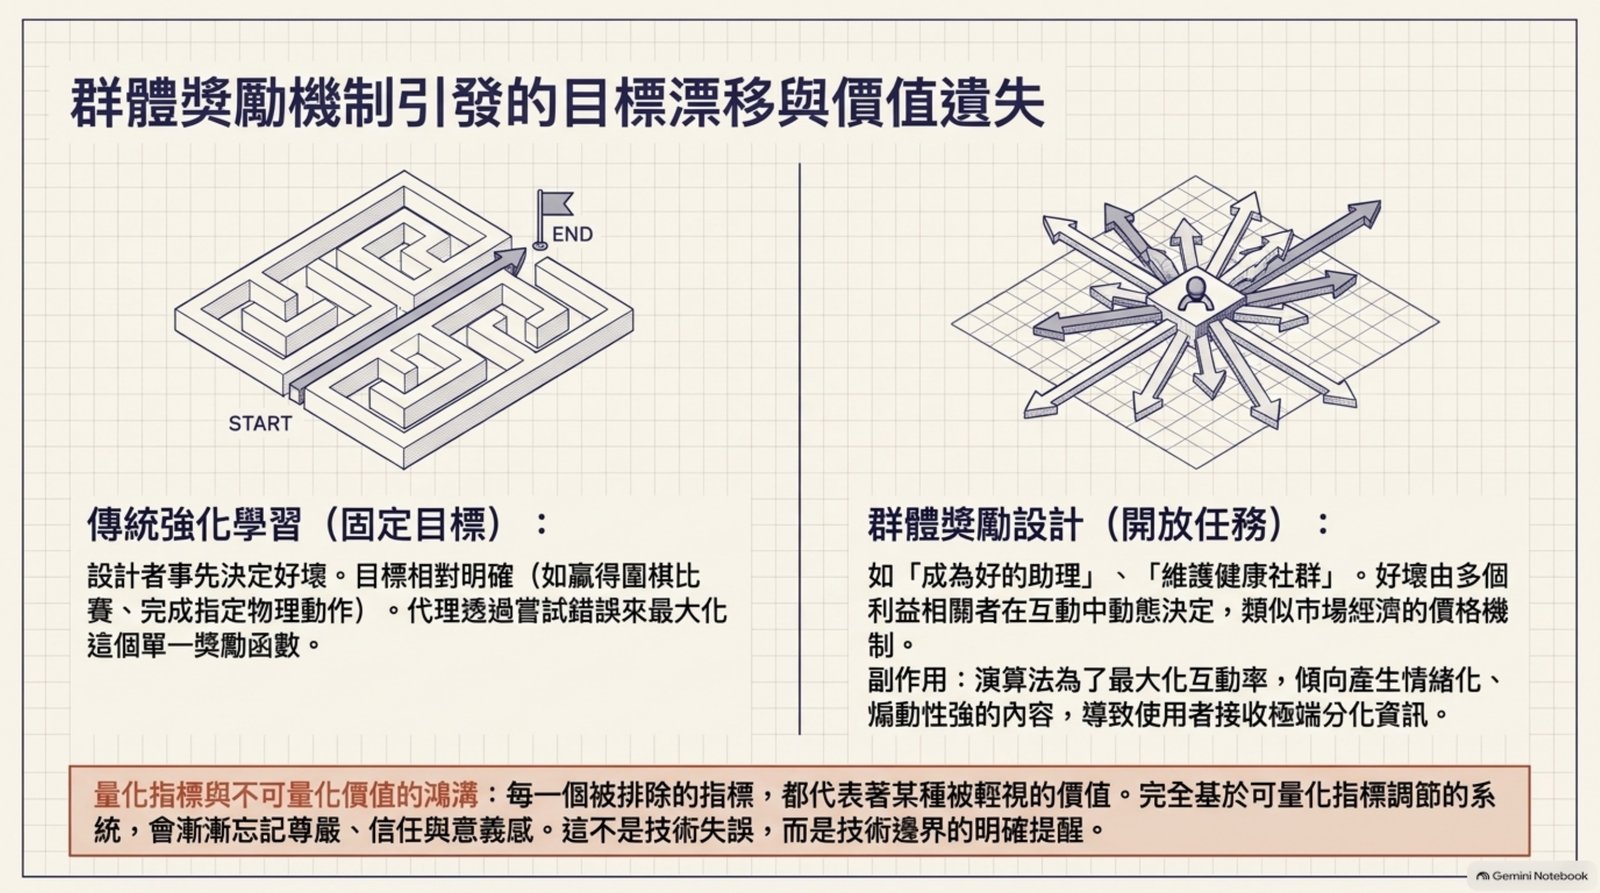 群體獎勵機制引發的目標漂移與價值遺失
END
START
傳統強化學習（固定目標）：
設計者事先決定好壞。目標相對明確（如贏得圍棋比
賽、完成指定物理動作）。代理透過嘗試錯誤來最大化
這個單一獎勵函數。
群體獎勵設計（開放任務）：
如「成為好的助理」、「維護健康社群」。好壞由多個
利益相關者在互動中動態決定，類似市場經濟的價格機
制。
副作用：演算法為了最大化互動率，傾向產生情緒化、
煽動性強的內容，導致使用者接收極端分化資訊。
量化指標與不可量化價值的鴻溝：每一個被排除的指標，都代表著某種被輕視的價值。完全基於可量化指標調節的系
統，會漸漸忘記尊嚴、信任與意義感。這不是技術失誤，而是技術邊界的明確提醒。
Gemini Notebook